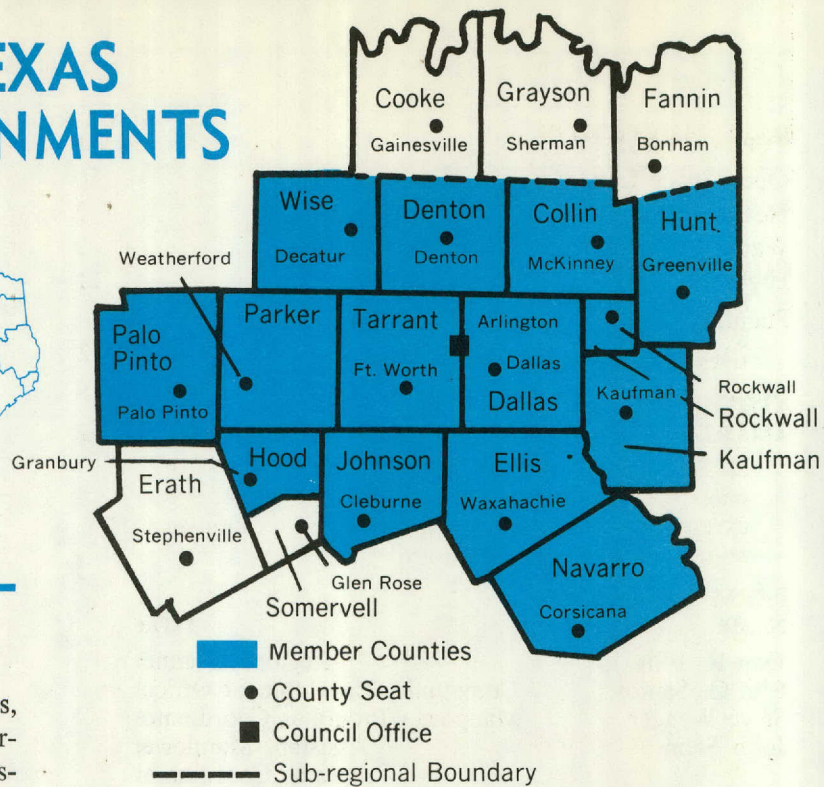 EXAS
NMENTS
Cooke
Gainesville
Grayson
Sherman
Fannin
Bonham
Wise
Decatur
Denton
Denton
Collin
McKinney
Hunt
Greenville
Weatherford
Palo
Pinto
Palo Pinto
Parker
Tarrant
Ft. Worth
Arlington
Dallas
Dallas
Kaufman
Rockwall
Rockwall
Kaufman
Granbury
Hood
Johnson
Cleburne
Ellis
Waxahachie
Erath
Stephenville
Glen Rose
Somervell
Navarro
Corsicana
Member Counties
County Seat
Council Office
Sub-regional Boundary
s,
r-
s-